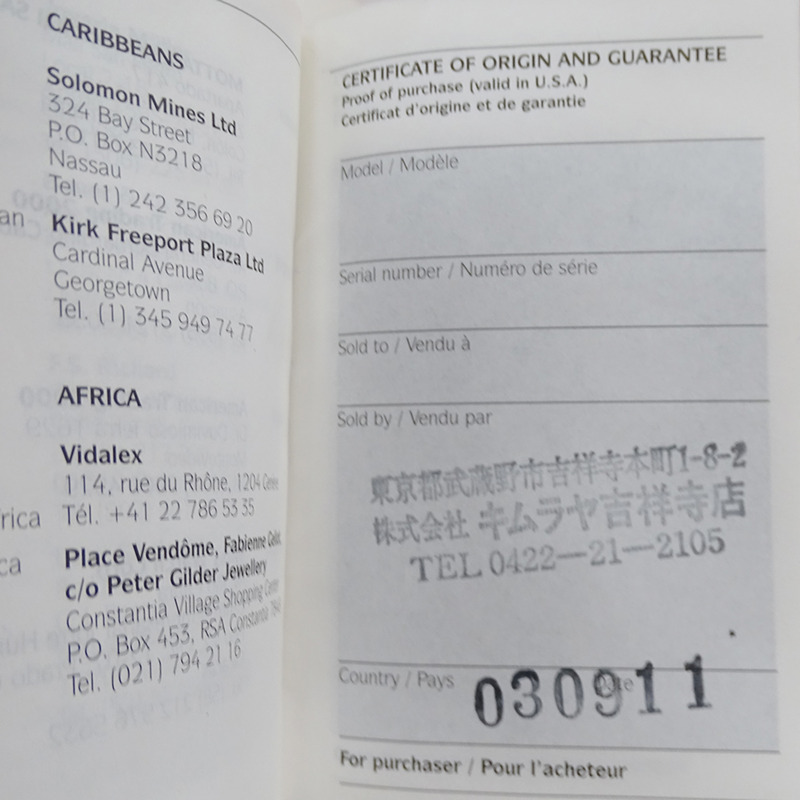 CARIBBEANS
Solomon Mines Ltd
324 Bay Street
P.O. Box N3218
Nassau
Tel. (1) 242 356 69 20
an
Kirk Freeport Plaza Ltd
Cardinal Avenue
Georgetown
Tel. (1) 345 949 74 77
AFRICA
Vidalex
114, rue du Rhône, 1204
rica
Tél. +41 22 786 53 35
ca
Place Vendôme, Fabienne
c/o Peter Gilder Jewellery
Constantia Village Shopping Center
P.O. Box 453, RSA Constantia
Tel. (021) 794 21 16
CERTIFICATE OF ORIGIN AND GUARANTEE
Proof of purchase (valid in U.S.A.)
Certificat d'origine et de garantie
Model / Modèle
Serial number / Numéro de série
Sold to / Vendu à
Sold by / Vendu par
東京都武蔵野市吉祥寺本町1-8-2
株式会社 キムラヤ吉祥寺店
TEL 0422-21-2105
Country / Pays
030911
For purchaser / Pour l'acheteur